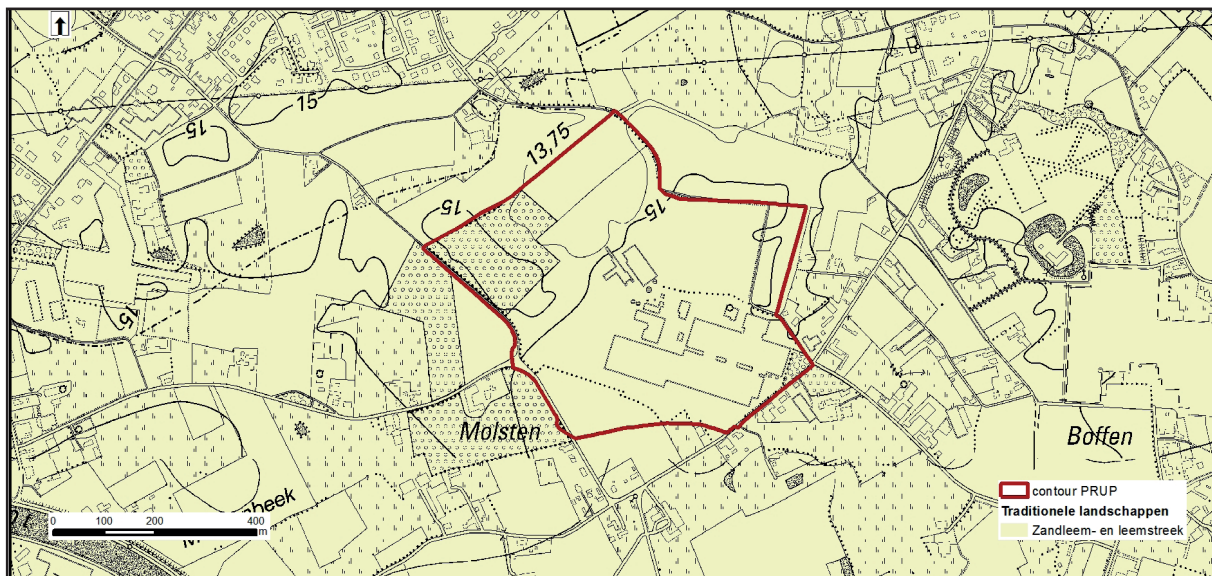 15
15
13,75
15
15
15
Molsten
Boffen
0 100 200 400
m
contour PRUP
Traditionele landschappen
Zandleem- en leemstreek